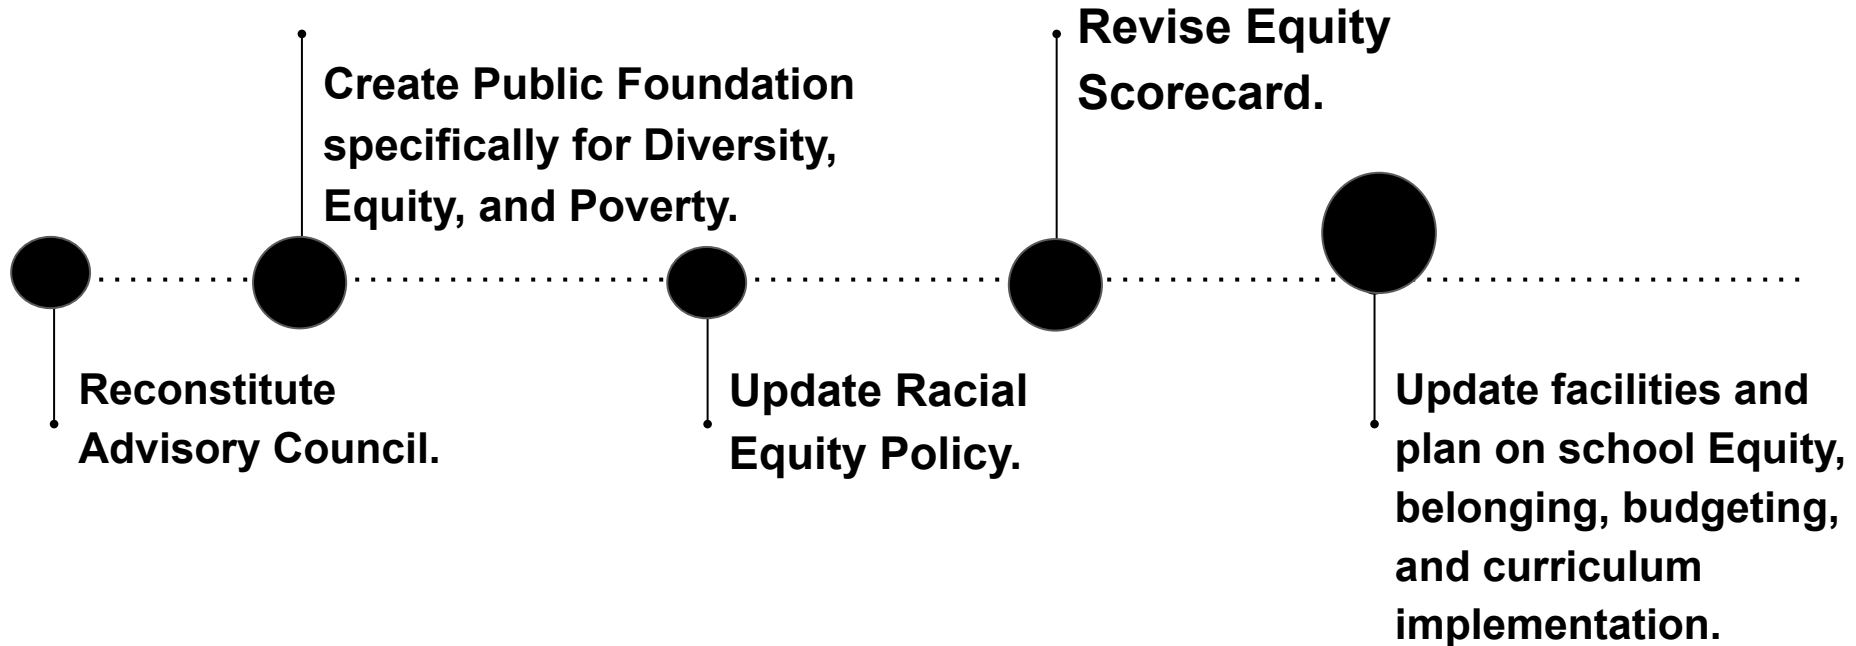 Reconstitute
Advisory Council.
Create Public Foundation
specifically for Diversity,
Equity, and Poverty.
Update Racial
Equity Policy.
Revise Equity
Scorecard.
Update facilities and
plan on school Equity,
belonging, budgeting,
and curriculum
implementation.